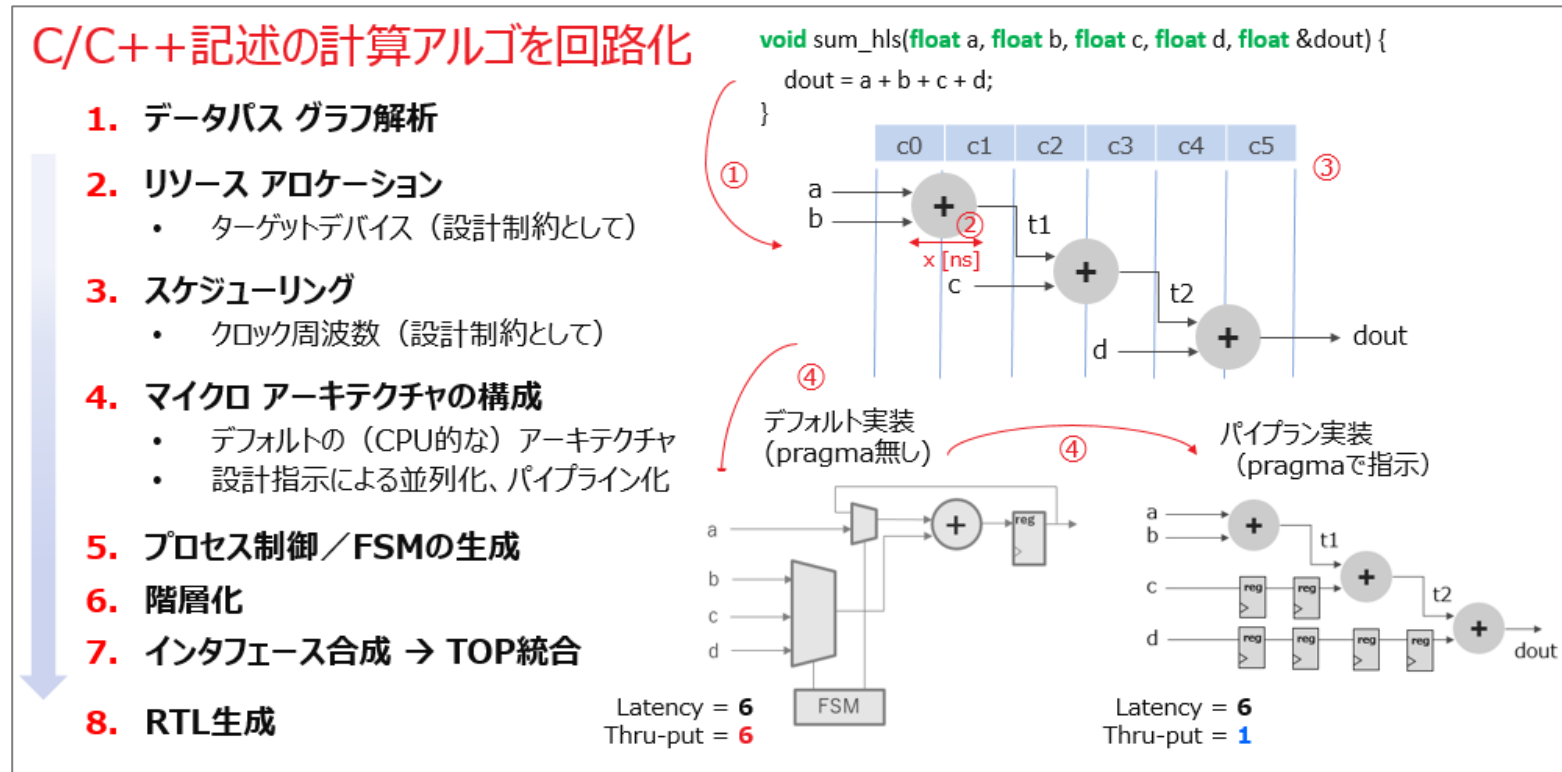 C/C++記述の計算アルゴを回路化
1. データパス グラフ解析
2. リソース アロケーション
• ターゲットデバイス（設計制約として）
3. スケジューリング
• クロック周波数（設計制約として）
4. マイクロ アーキテクチャの構成
• デフォルトの（CPU的な）アーキテクチャ
• 設計指示による並列化、パイプライン化
5. プロセス制御／FSMの生成
6. 階層化
7. インタフェース合成 → TOP統合
8. RTL生成
void sum_hls(float a, float b, float c, float d, float &dout) {
dout = a + b + c + d;
}
c0 c1 c2 c3 c4 c5
①
③
a
b
+
②
x [ns]
t1
c
+
t2
d
+
dout
④
デフォルト実装
(pragma無し)
④
パイプラン実装
（pragmaで指示）
a
b
c
d
+
reg
FSM
Latency = 6
Thru-put = 6
a
b
+
t1
c
reg
reg
+
t2
d
reg
reg
reg
reg
+
dout
Latency = 6
Thru-put = 1